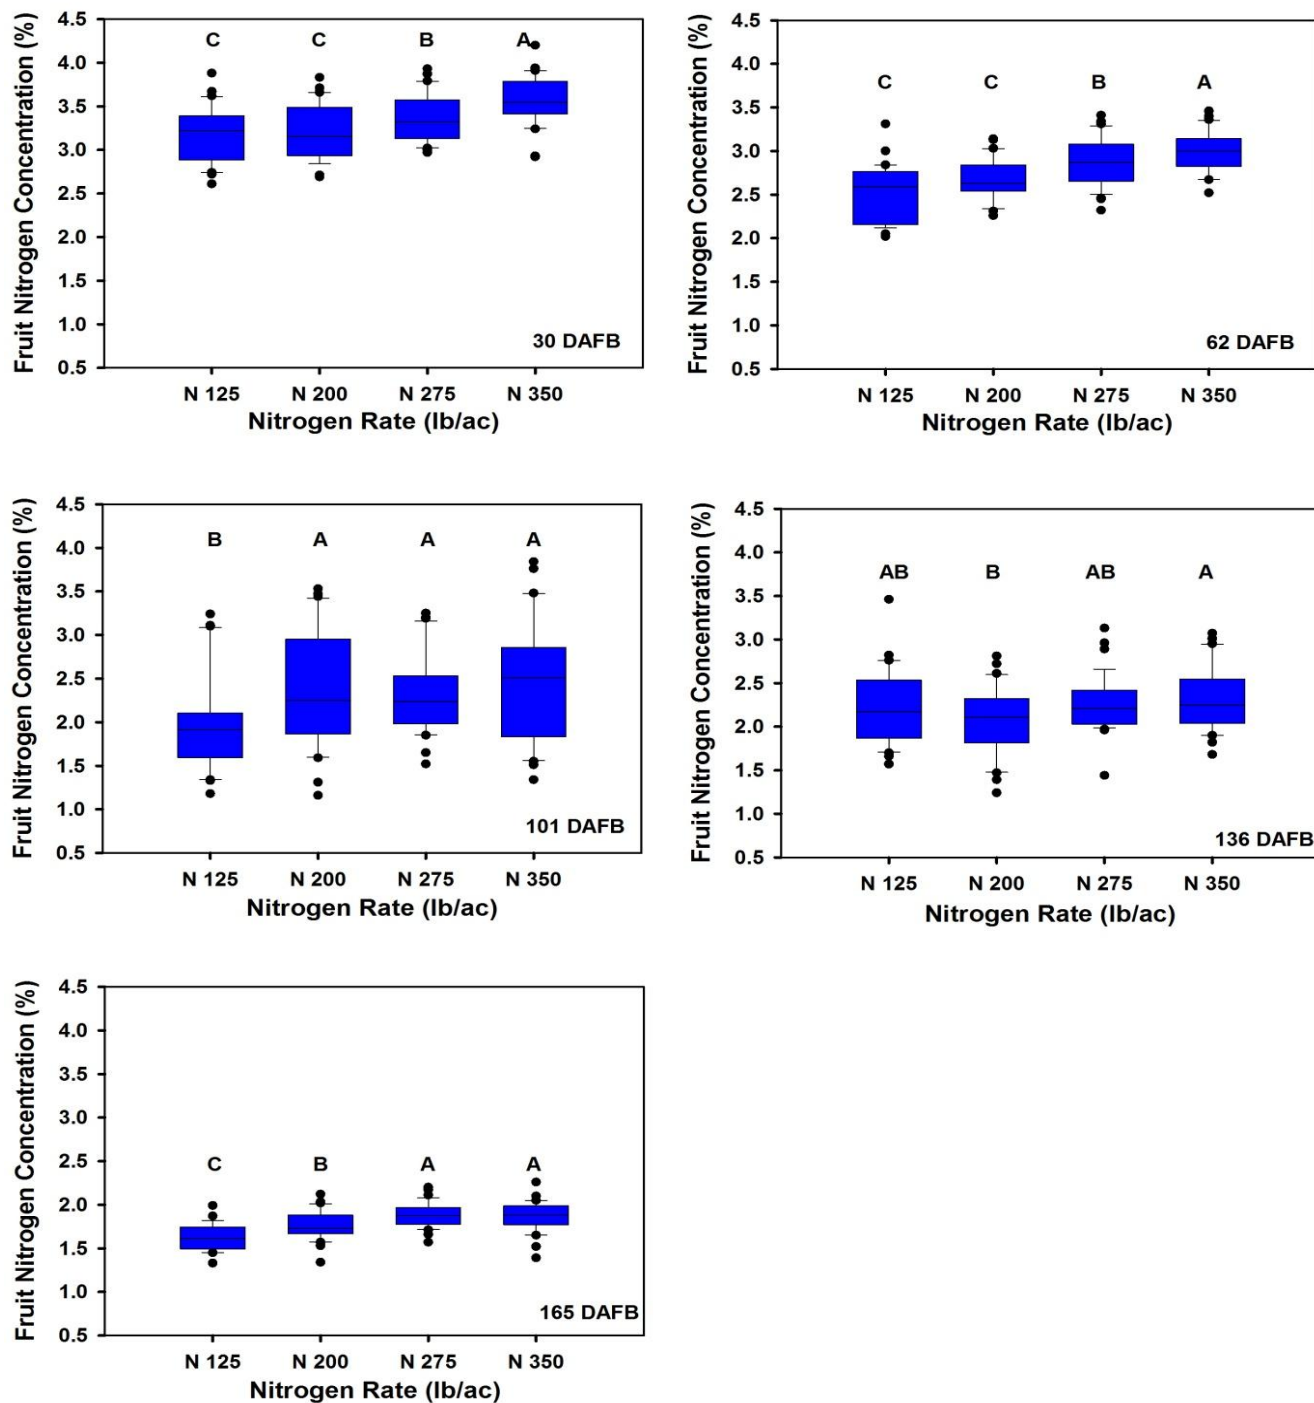 Fruit Nitrogen Concentration (%)
4.5
4.0
3.5
3.0
2.5
2.0
1.5
1.0
0.5
C C B A
30 DAFB
N 125 N 200 N 275 N 350
Nitrogen Rate (lb/ac)
Fruit Nitrogen Concentration (%)
4.5
4.0
3.5
3.0
2.5
2.0
1.5
1.0
0.5
C C B A
62 DAFB
N 125 N 200 N 275 N 350
Nitrogen Rate (lb/ac)
Fruit Nitrogen Concentration (%)
4.5
4.0
3.5
3.0
2.5
2.0
1.5
1.0
0.5
B A A A
101 DAFB
N 125 N 200 N 275 N 350
Nitrogen Rate (lb/ac)
Fruit Nitrogen Concentration (%)
4.5
4.0
3.5
3.0
2.5
2.0
1.5
1.0
0.5
AB B AB A
136 DAFB
N 125 N 200 N 275 N 350
Nitrogen Rate (lb/ac)
Fruit Nitrogen Concentration (%)
4.5
4.0
3.5
3.0
2.5
2.0
1.5
1.0
0.5
C B A A
165 DAFB
N 125 N 200 N 275 N 350
Nitrogen Rate (lb/ac)